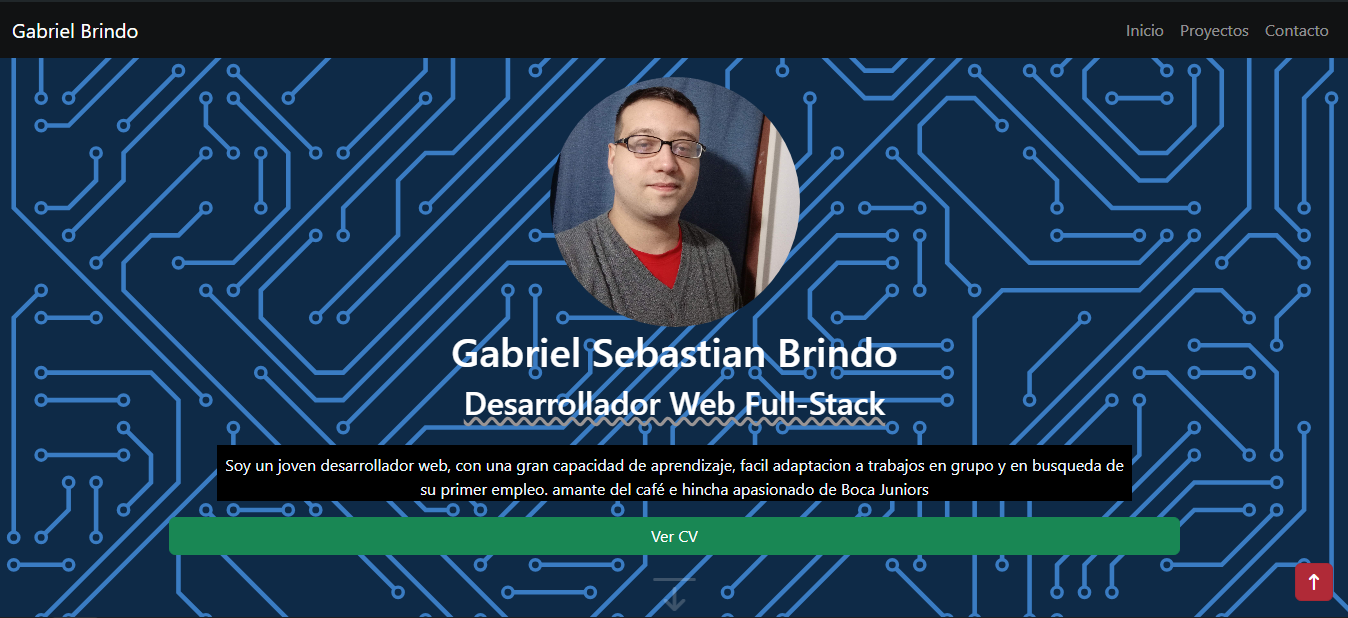 Gabriel Brindo
Inicio Proyectos Contacto
Gabriel Sebastian Brindo
Desarrollador Web Full-Stack
Soy un joven desarrollador web, con una gran capacidad de aprendizaje, facil adaptacion a trabajos en grupo y en busqueda de
su primer empleo. amante del café e hincha apasionado de Boca Juniors
Ver CV